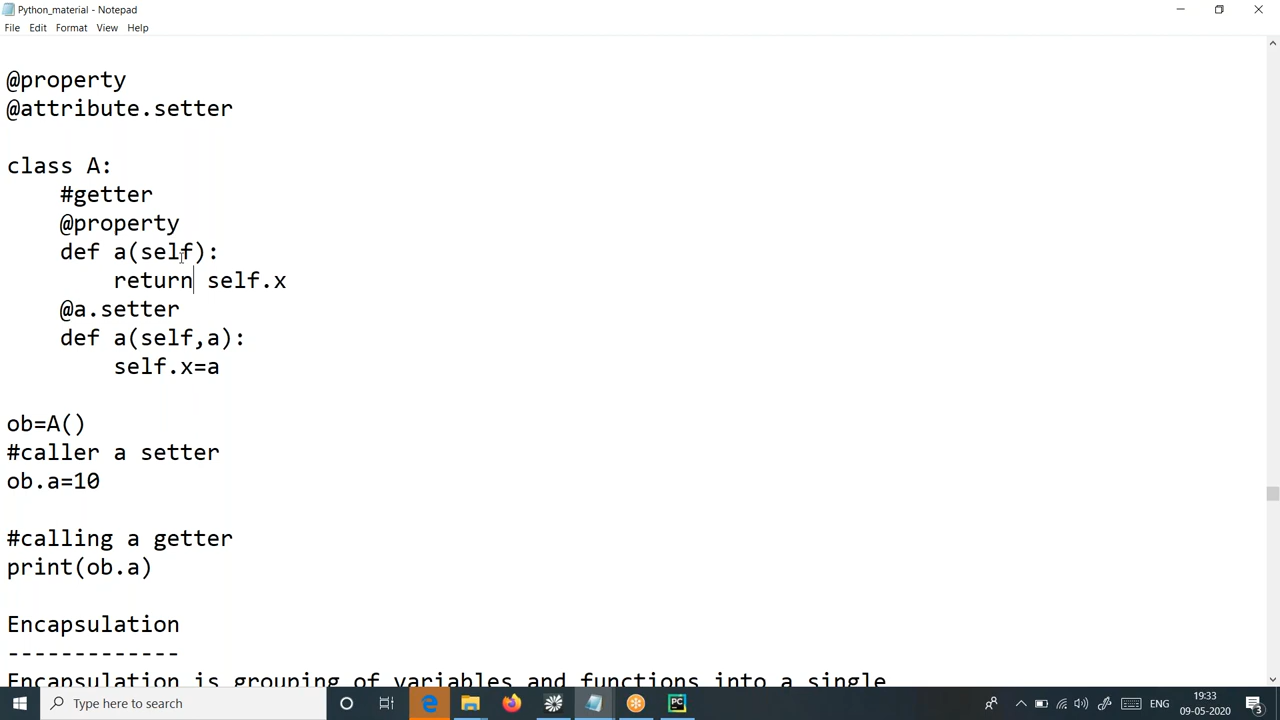 Python_material - Notepad
File Edit Format View Help
@property
@attribute.setter
class A:
#getter
@property
def a(self):
return self.x
@a.setter
def a(self,a):
self.x=a
ob=A()
#caller a setter
ob.a=10
#calling a getter
print(ob.a)
Encapsulation
-------------
Encapsulation is grouping of variables and functions into a single
Type here to search
PC
ENG
19:33
09-05-2020
3